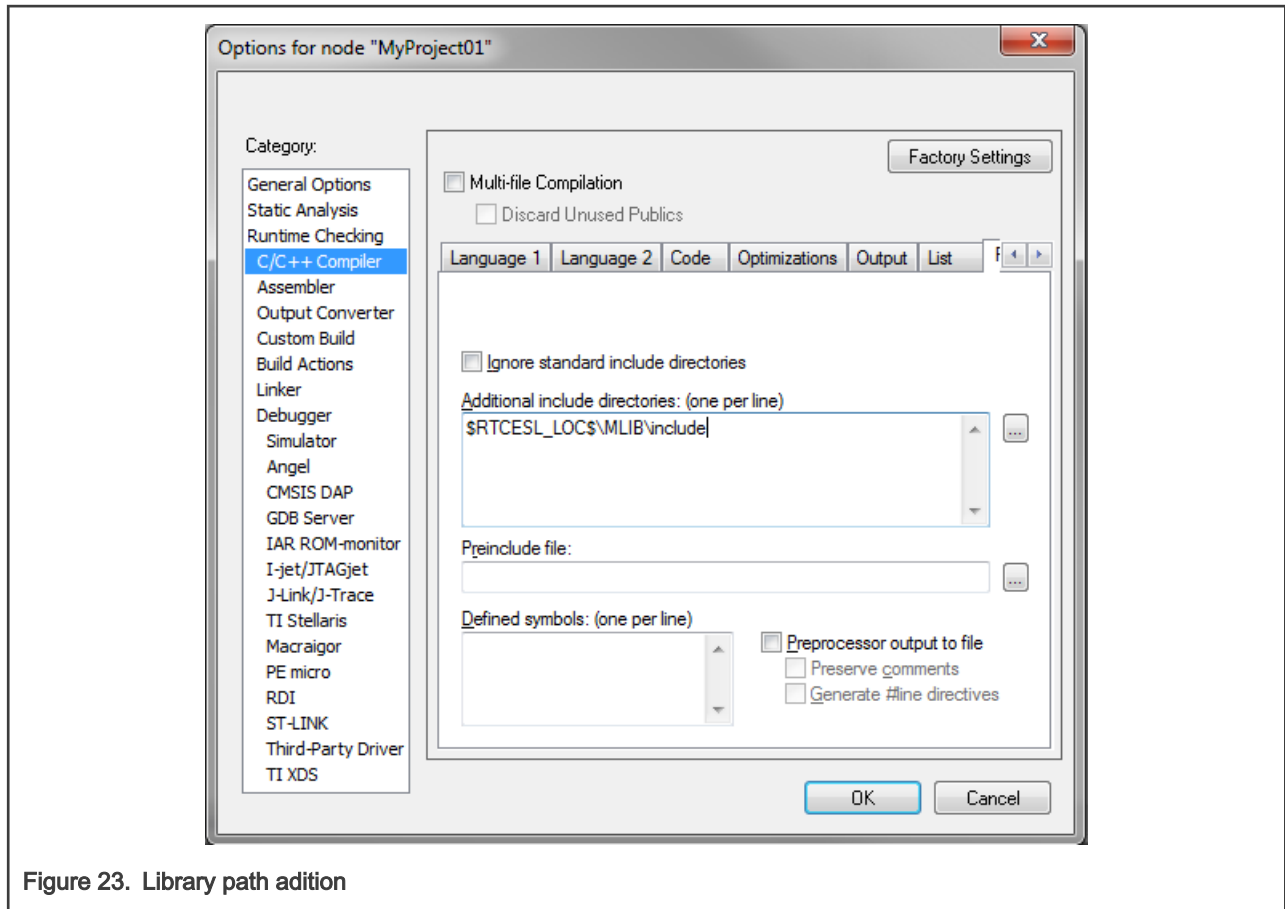 Options for node "MyProject01"
Category:
General Options
Static Analysis
Runtime Checking
C/C++ Compiler
Assembler
Output Converter
Custom Build
Build Actions
Linker
Debugger
Simulator
Angel
CMSIS DAP
GDB Server
IAR ROM-monitor
I-jet/JTAGjet
J-Link/J-Trace
TI Stellaris
Macraigor
PE micro
RDI
ST-LINK
Third-Party Driver
TI XDS
Factory Settings
Multi-file Compilation
Discard Unused Publics
Language 1 Language 2 Code Optimizations Output List
Ignore standard include directories
Additional include directories: (one per line)
$RTCESL_LOC$\MLIB\include
...
Preinclude file:
...
Defined symbols: (one per line)
Preprocessor output to file
Preserve comments
Generate #line directives
OK Cancel
Figure 23. Library path adition